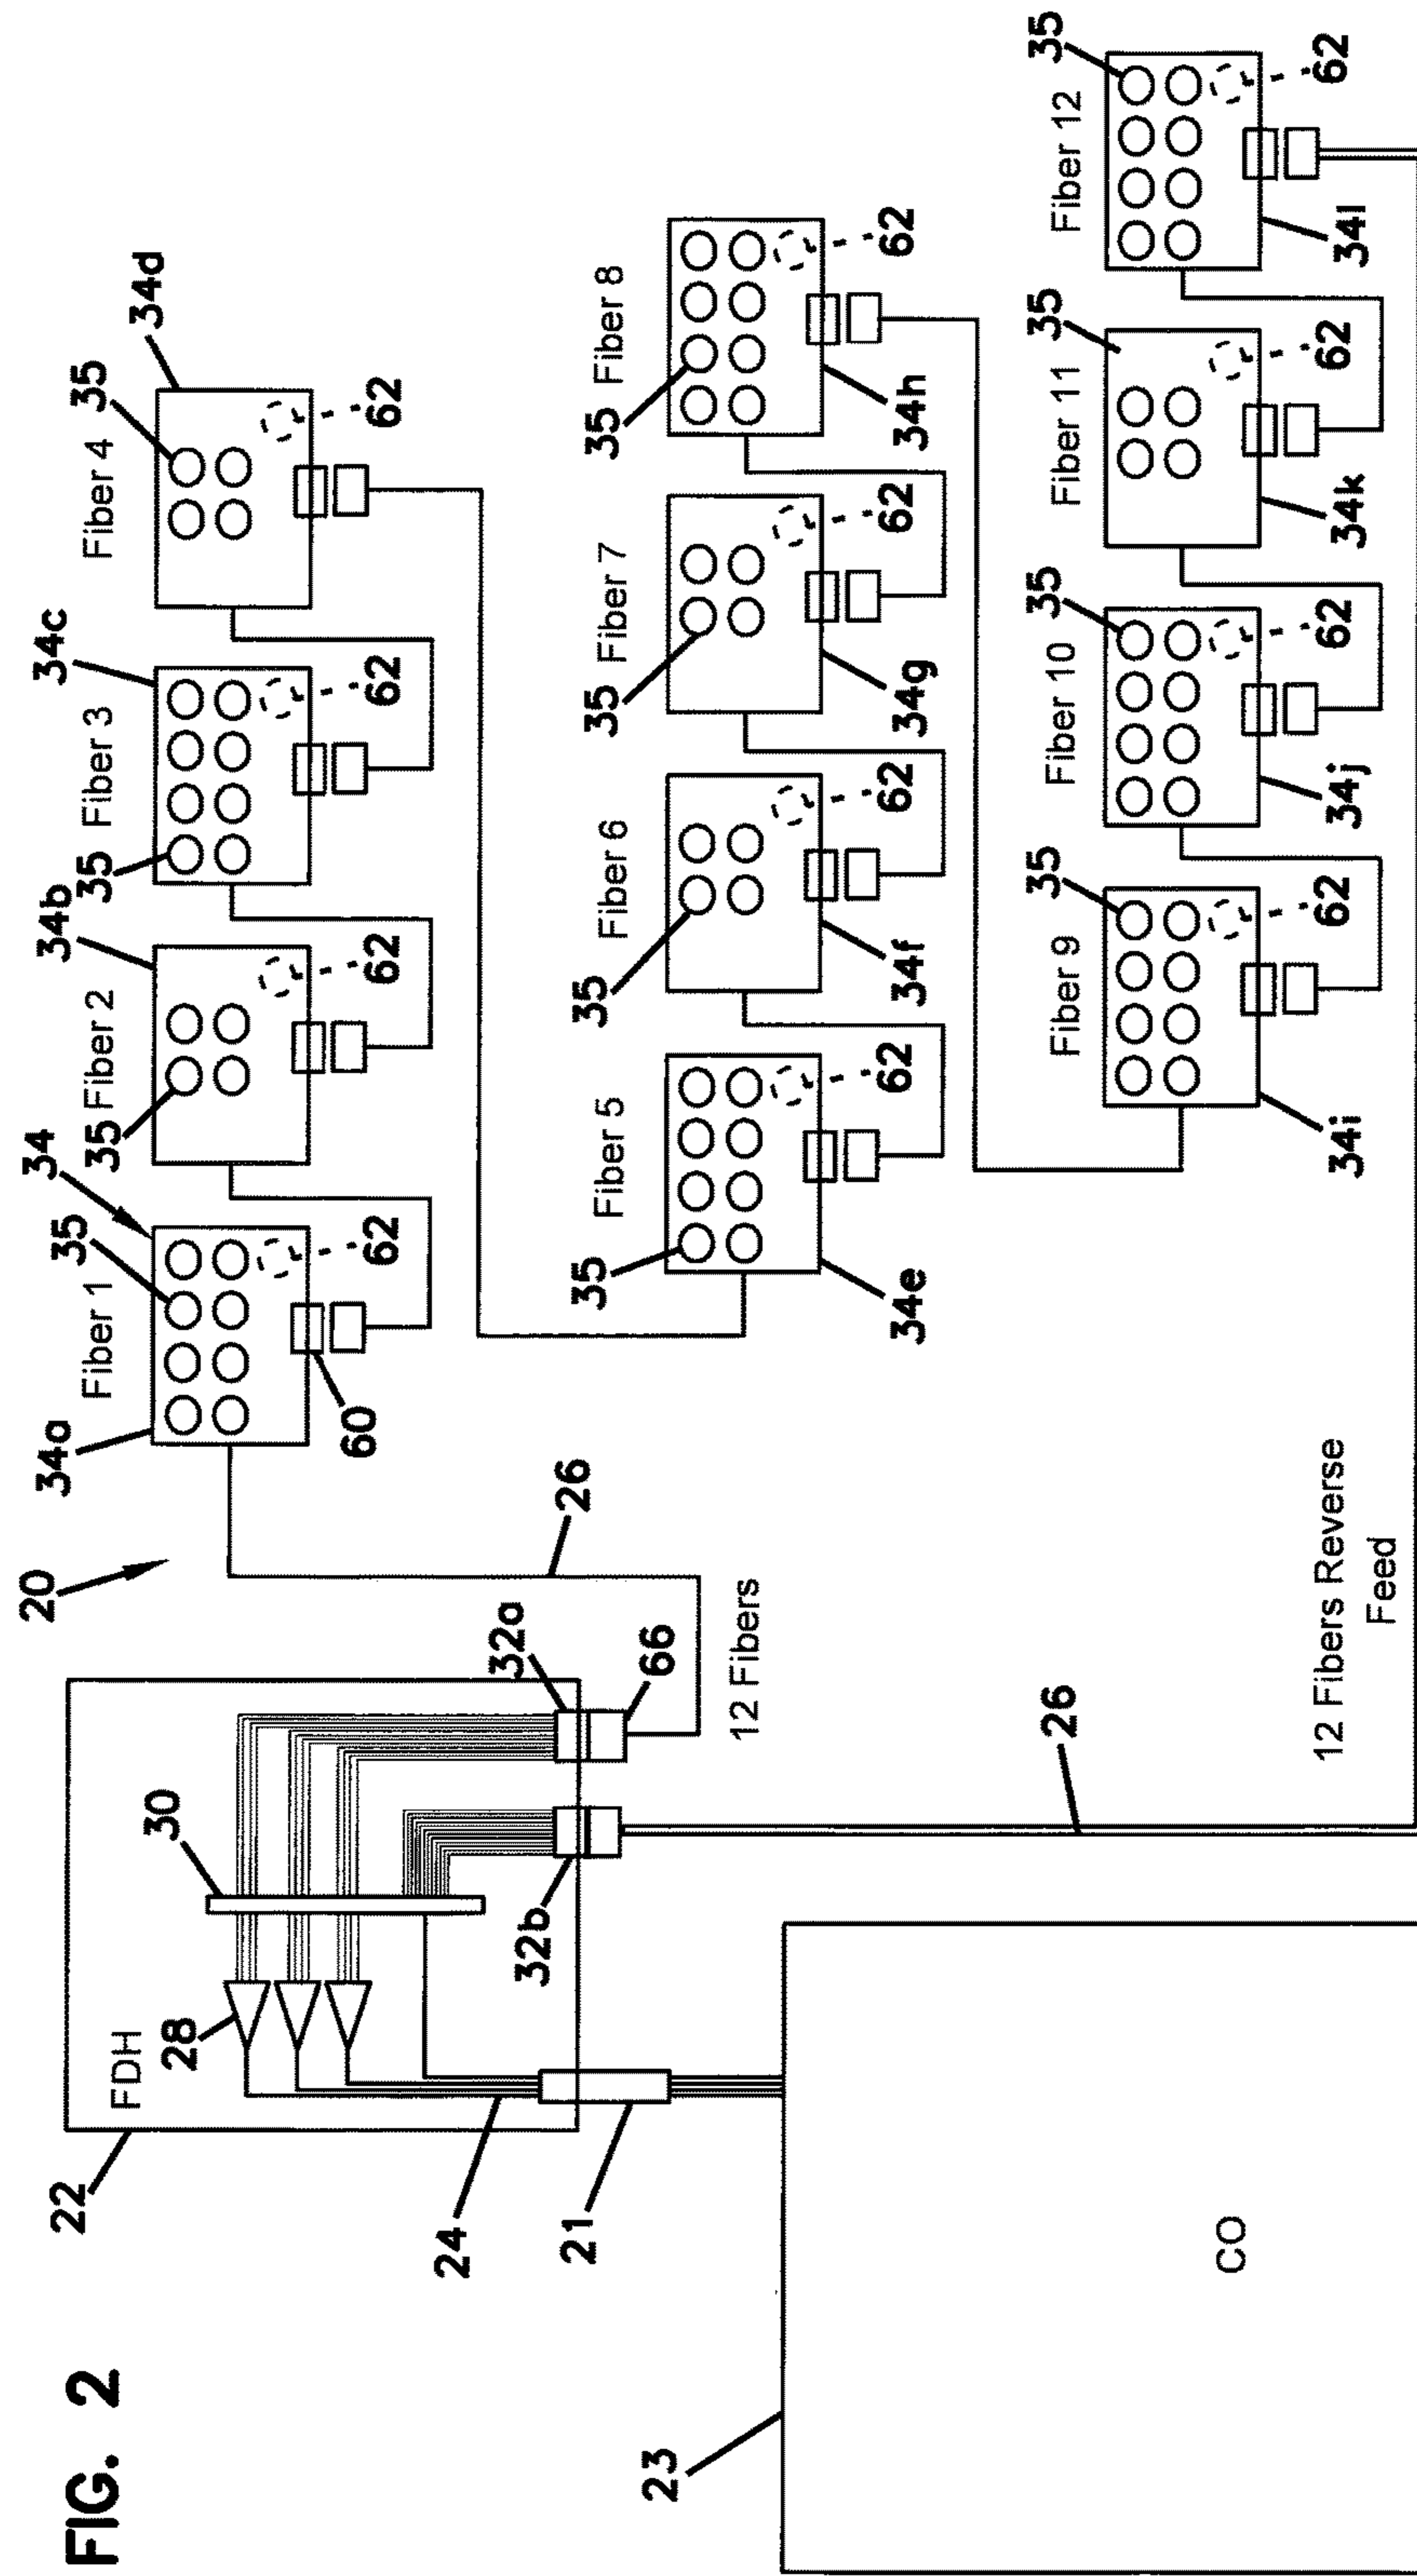 FIG. 2
20
22
FDH
28
30
24
21
32b
32a
66
26
12 Fibers
23
CO
26
12 Fibers Reverse
Feed
34a
Fiber 1
35
34
60
62
34b
Fiber 2
35
62
34c
Fiber 3
35
62
34d
Fiber 4
35
62
34e
Fiber 5
35
62
34f
Fiber 6
35
62
34g
Fiber 7
35
62
34h
Fiber 8
35
62
34i
Fiber 9
35
62
34j
Fiber 10
35
62
34k
Fiber 11
35
62
34l
Fiber 12
35
62